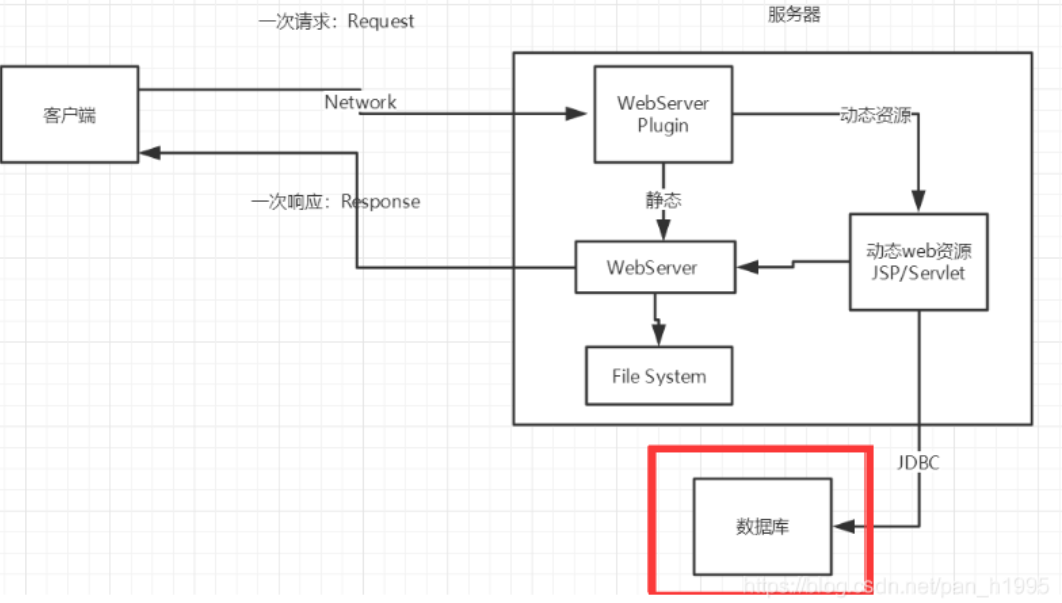 一次请求：Request
服务器
客户端
Network
WebServer
Plugin
动态资源
一次响应：Response
静态
WebServer
动态web资源
JSP/Servlet
File System
JDBC
数据库
https://blog.csdn.net/pan_h1995